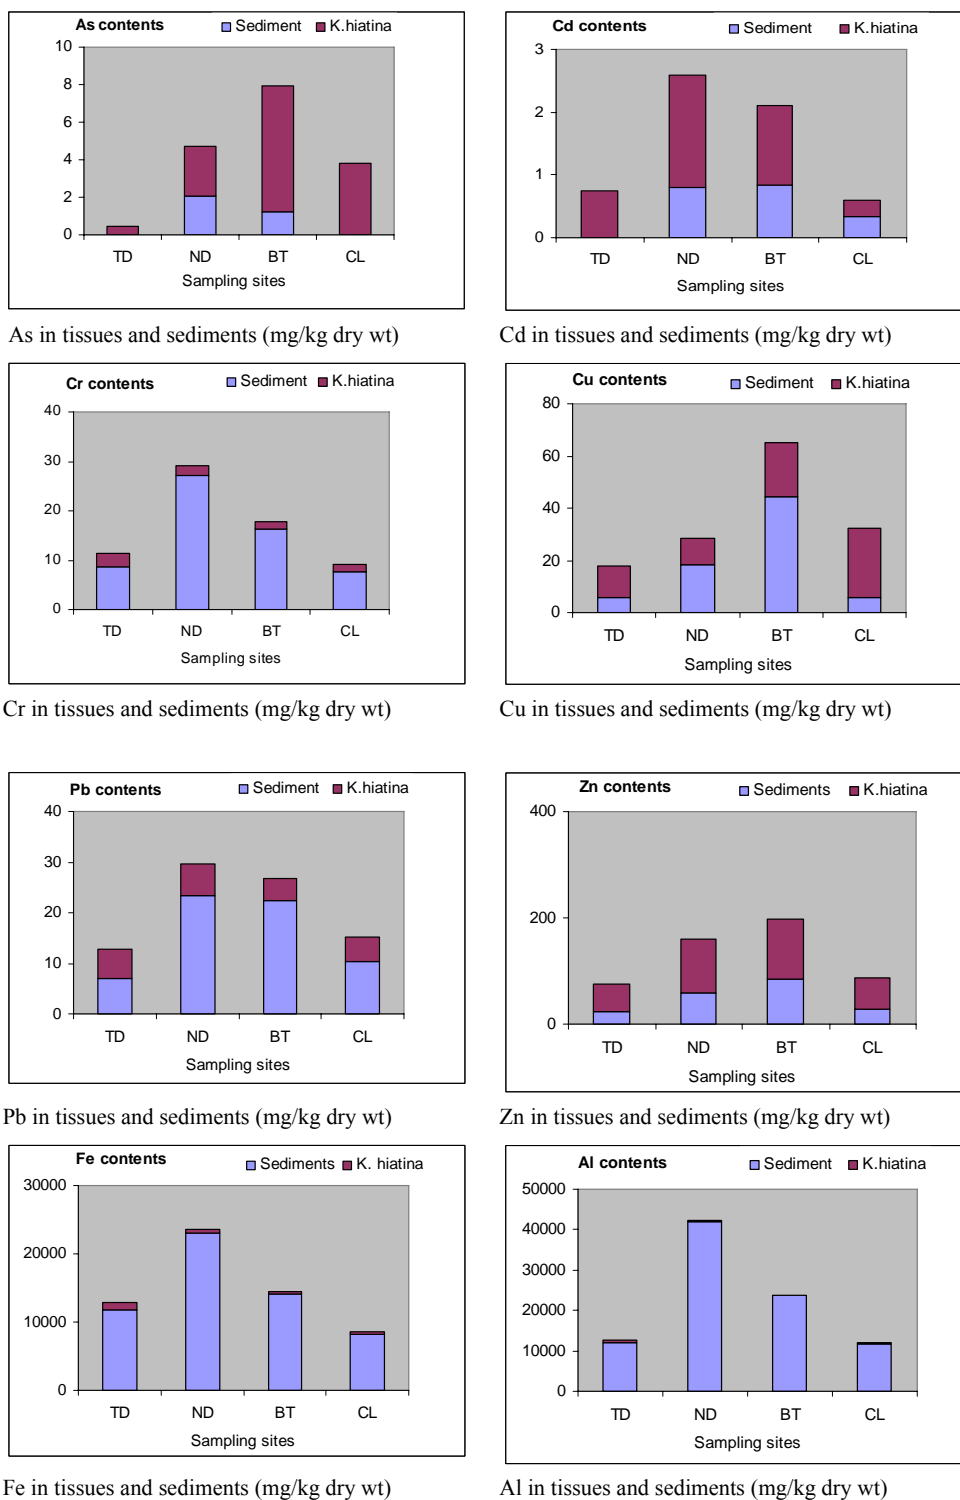 As contents
Sediment K.hiatina
10
8
6
4
2
0
TD ND BT CL
Sampling sites
As in tissues and sediments (mg/kg dry wt)
Cd contents
Sediment K.hiatina
3
2
1
0
TD ND BT CL
Sampling sites
Cd in tissues and sediments (mg/kg dry wt)
Cr contents
Sediment K.hiatina
40
30
20
10
0
TD ND BT CL
Sampling sites
Cr in tissues and sediments (mg/kg dry wt)
Cu contents
Sediment K.hiatina
80
60
40
20
0
TD ND BT CL
Sampling sites
Cu in tissues and sediments (mg/kg dry wt)
Pb contents
Sediment K.hiatina
40
30
20
10
0
TD ND BT CL
Sampling sites
Pb in tissues and sediments (mg/kg dry wt)
Zn contents
Sediments K.hiatina
400
200
0
TD ND BT CL
Sampling sites
Zn in tissues and sediments (mg/kg dry wt)
Fe contents
Sediments K. hiatina
30000
20000
10000
0
TD ND BT CL
Sampling sites
Fe in tissues and sediments (mg/kg dry wt)
Al contents
Sediment K.hiatina
50000
40000
30000
20000
10000
0
TD ND BT CL
Sampling sites
Al in tissues and sediments (mg/kg dry wt)